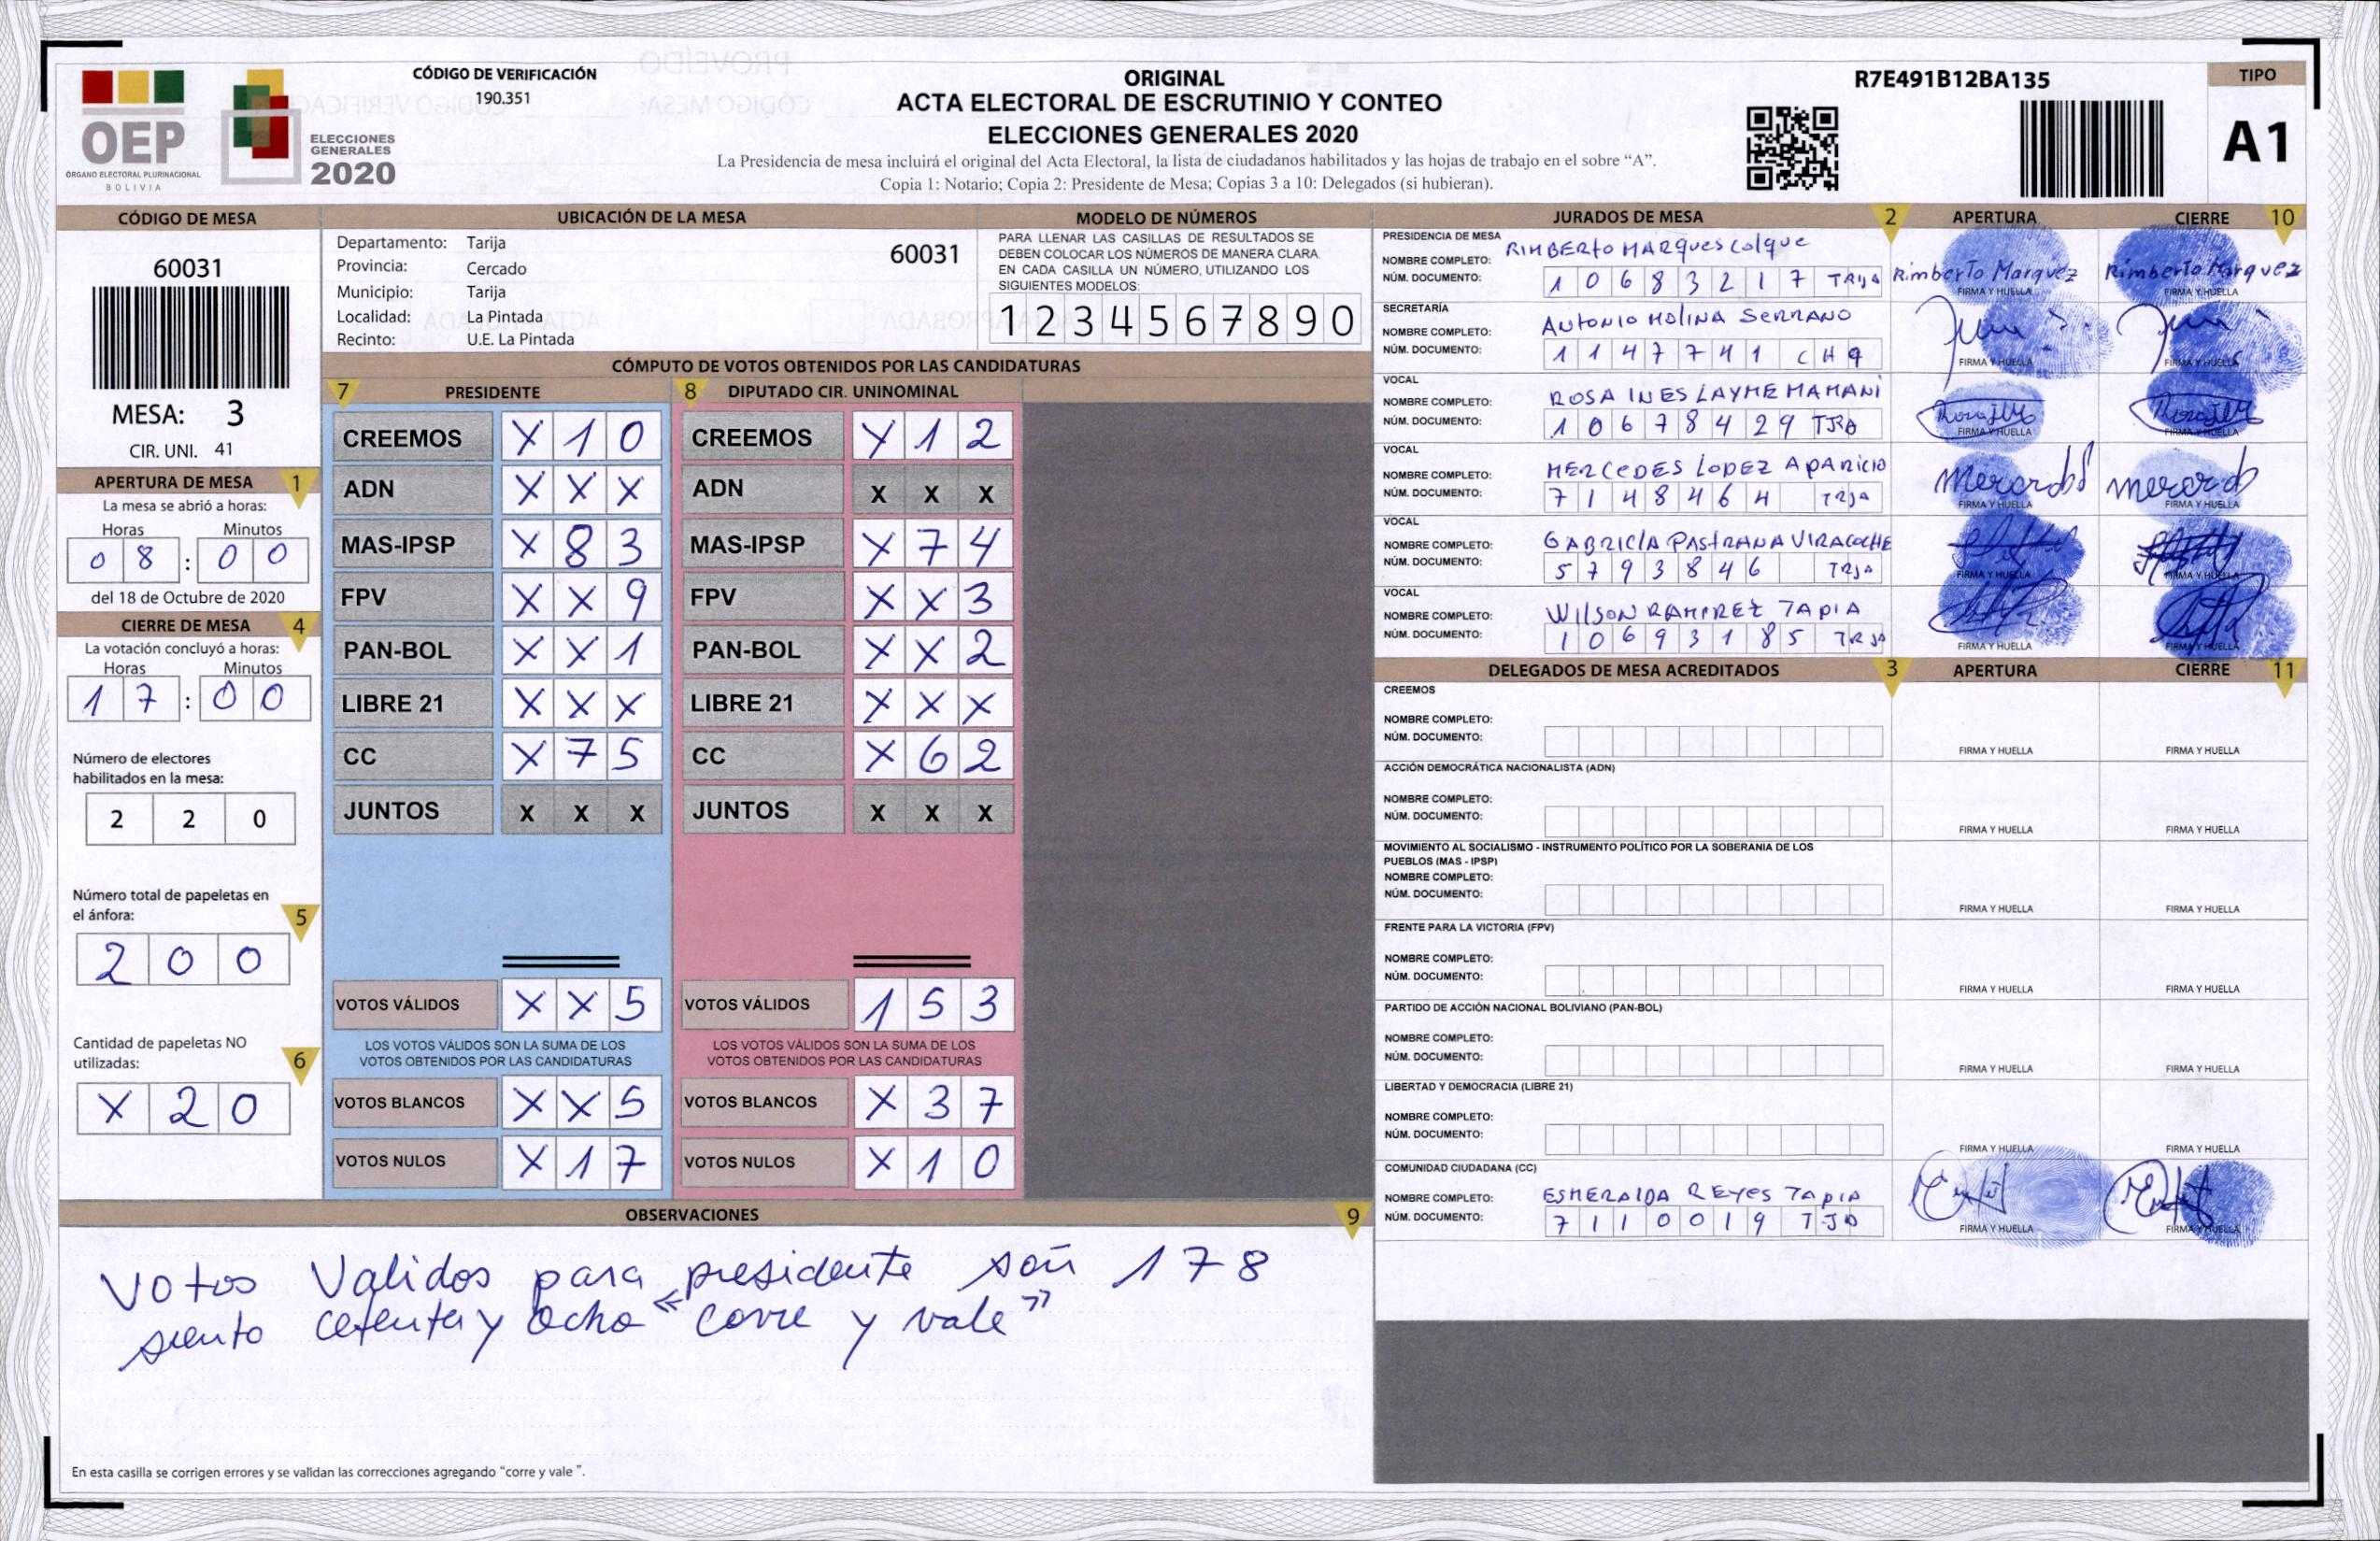 CÓDIGO DE VERIFICACIÓN
190.351
OEP
ÓRGANO ELECTORAL PLURINACIONAL
BOLIVIA
ELECCIONES
GENERALES
2020
ORIGINAL
ACTA ELECTORAL DE ESCRUTINIO Y CONTEO
ELECCIONES GENERALES 2020
La Presidencia de mesa incluirá el original del Acta Electoral, la lista de ciudadanos habilitados y las hojas de trabajo en el sobre “A”.
Copia 1: Notario; Copia 2: Presidente de Mesa; Copias 3 a 10: Delegados (si hubieran).
R7E491B12BA135
TIPO
A1
CÓDIGO DE MESA
60031
MESA: 3
CIR. UNI. 41
APERTURA DE MESA 1
La mesa se abrió a horas:
Horas Minutos
0 8 : 0 0
del 18 de Octubre de 2020
CIERRE DE MESA 4
La votación concluyó a horas:
Horas Minutos
1 7 : 0 0
Número de electores
habilitados en la mesa:
2 2 0
Número total de papeletas en
el ánfora: 5
2 0 0
Cantidad de papeletas NO
utilizadas: 6
X 2 0
UBICACIÓN DE LA MESA
Departamento: Tarija 60031
Provincia: Cercado
Municipio: Tarija
Localidad: La Pintada
Recinto: U.E. La Pintada
MODELO DE NÚMEROS
PARA LLENAR LAS CASILLAS DE RESULTADOS SE
DEBEN COLOCAR LOS NÚMEROS DE MANERA CLARA.
EN CADA CASILLA UN NÚMERO, UTILIZANDO LOS
SIGUIENTES MODELOS:
1 2 3 4 5 6 7 8 9 0
CÓMPUTO DE VOTOS OBTENIDOS POR LAS CANDIDATURAS
7 PRESIDENTE
CREEMOS X 1 0
ADN X X X
MAS-IPSP X 8 3
FPV X X 9
PAN-BOL X X 1
LIBRE 21 X X X
CC X 7 5
JUNTOS X X X
VOTOS VÁLIDOS X X 5
LOS VOTOS VÁLIDOS SON LA SUMA DE LOS
VOTOS OBTENIDOS POR LAS CANDIDATURAS
VOTOS BLANCOS X X 5
VOTOS NULOS X 1 7
8 DIPUTADO CIR. UNINOMINAL
CREEMOS X 1 2
ADN X X X
MAS-IPSP X 7 4
FPV X X 3
PAN-BOL X X 2
LIBRE 21 X X X
CC X 6 2
JUNTOS X X X
VOTOS VÁLIDOS 1 5 3
LOS VOTOS VÁLIDOS SON LA SUMA DE LOS
VOTOS OBTENIDOS POR LAS CANDIDATURAS
VOTOS BLANCOS X 3 7
VOTOS NULOS X 1 0
OBSERVACIONES 9
Votos Validos para presidente son 178
siento cetenta y ocho “corre y vale”
En esta casilla se corrigen errores y se validan las correcciones agregando “corre y vale”.
JURADOS DE MESA 2 APERTURA CIERRE 10
PRESIDENCIA DE MESA
NOMBRE COMPLETO: RIMBERTO MARQUES Colque
NÚM. DOCUMENTO: 1 0 6 8 3 2 1 7 TRIJA
Rimberto Marquez Rimberto Marquez
FIRMA Y HUELLA FIRMA Y HUELLA
SECRETARÍA
NOMBRE COMPLETO: ANTONIO MOLINA SERRANO
NÚM. DOCUMENTO: 1 1 4 7 7 4 1 CHQ
FIRMA Y HUELLA FIRMA Y HUELLA
VOCAL
NOMBRE COMPLETO: ROSA INES LAYME MAMANI
NÚM. DOCUMENTO: 1 0 6 7 8 4 2 9 TJA
FIRMA Y HUELLA FIRMA Y HUELLA
VOCAL
NOMBRE COMPLETO: MERCEDES LOPEZ APARICIO
NÚM. DOCUMENTO: 7 1 4 8 4 6 4 TRJA
FIRMA Y HUELLA FIRMA Y HUELLA
VOCAL
NOMBRE COMPLETO: GABRICIA PASTRANA VIRACOCHE
NÚM. DOCUMENTO: 5 7 9 3 8 4 6 TRJA
FIRMA Y HUELLA FIRMA Y HUELLA
VOCAL
NOMBRE COMPLETO: WILSON RAMIREZ TAPIA
NÚM. DOCUMENTO: 1 0 6 9 3 1 8 5 TRJA
FIRMA Y HUELLA FIRMA Y HUELLA
DELEGADOS DE MESA ACREDITADOS 3 APERTURA CIERRE 11
CREEMOS
NOMBRE COMPLETO:
NÚM. DOCUMENTO:
FIRMA Y HUELLA FIRMA Y HUELLA
ACCIÓN DEMOCRÁTICA NACIONALISTA (ADN)
NOMBRE COMPLETO:
NÚM. DOCUMENTO:
FIRMA Y HUELLA FIRMA Y HUELLA
MOVIMIENTO AL SOCIALISMO - INSTRUMENTO POLÍTICO POR LA SOBERANIA DE LOS
PUEBLOS (MAS - IPSP)
NOMBRE COMPLETO:
NÚM. DOCUMENTO:
FIRMA Y HUELLA FIRMA Y HUELLA
FRENTE PARA LA VICTORIA (FPV)
NOMBRE COMPLETO:
NÚM. DOCUMENTO:
FIRMA Y HUELLA FIRMA Y HUELLA
PARTIDO DE ACCIÓN NACIONAL BOLIVIANO (PAN-BOL)
NOMBRE COMPLETO:
NÚM. DOCUMENTO:
FIRMA Y HUELLA FIRMA Y HUELLA
LIBERTAD Y DEMOCRACIA (LIBRE 21)
NOMBRE COMPLETO:
NÚM. DOCUMENTO:
FIRMA Y HUELLA FIRMA Y HUELLA
COMUNIDAD CIUDADANA (CC)
NOMBRE COMPLETO: ESMERALDA REYES TAPIA
NÚM. DOCUMENTO: 7 1 1 0 0 1 9 TJA
FIRMA Y HUELLA FIRMA Y HUELLA